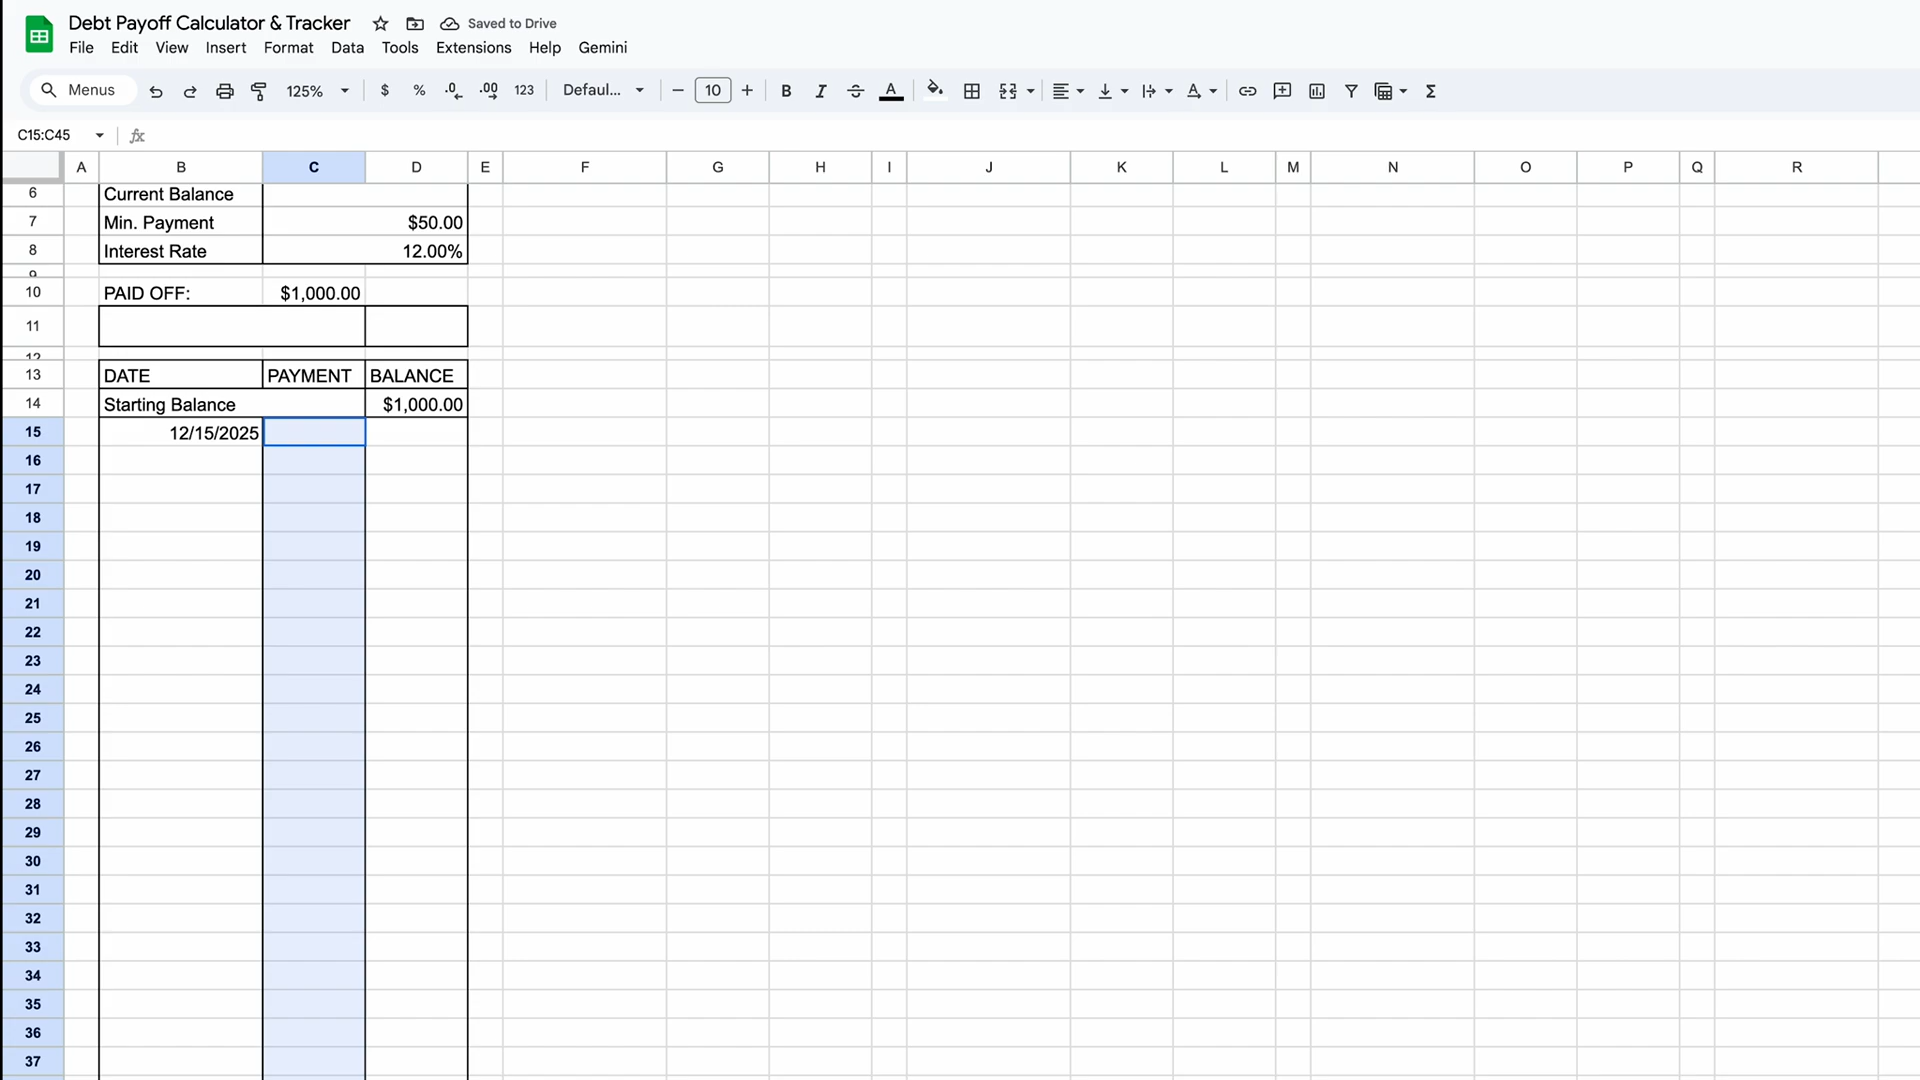 Debt Payoff Calculator & Tracker Saved to Drive
File Edit View Insert Format Data Tools Extensions Help Gemini
Menus 125% $ % .0 .00 123 Defaul... − 10 + B I S A Σ
C15:C45 fx
A B C D E F G H I J K L M N O P Q R
6 Current Balance
7 Min. Payment $50.00
8 Interest Rate 12.00%
9
10 PAID OFF: $1,000.00
11
12
13 DATE PAYMENT BALANCE
14 Starting Balance $1,000.00
15 12/15/2025
16
17
18
19
20
21
22
23
24
25
26
27
28
29
30
31
32
33
34
35
36
37